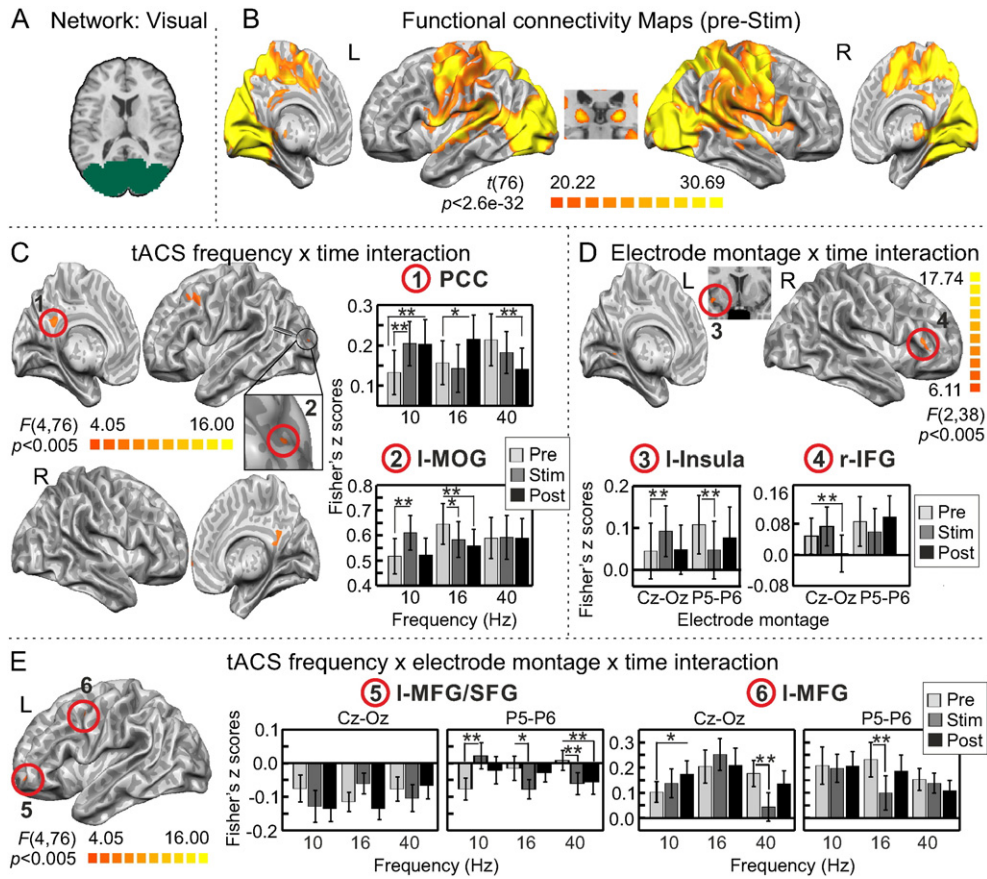 A
Network: Visual
B
Functional connectivity Maps (pre-Stim)
L
R
t(76)
p<2.6e-32
20.22
30.69
C
tACS frequency x time interaction
1
2
F(4,76)
p<0.005
4.05
16.00
R
1 PCC
** ** * **
0.3
0.2
0.1
10
16
40
2 l-MOG
Pre
Stim
Post
** ** *
0.8
0.7
0.6
0.5
0.4
10
16
40
Fisher's z scores
Frequency (Hz)
D
Electrode montage x time interaction
L
R
3
4
17.74
6.11
F(2,38)
p<0.005
3 l-Insula
** **
0.2
0.1
0.0
Cz-Oz P5-P6
4 r-IFG
**
0.16
0.08
0.00
-0.08
Cz-Oz P5-P6
Pre
Stim
Post
Fisher's z scores
Electrode montage
E
tACS frequency x electrode montage x time interaction
L
6
5
F(4,76)
p<0.005
4.05
16.00
5 l-MFG/SFG
Cz-Oz
P5-P6
** * ** **
0.0
-0.1
-0.2
10
16
40
10
16
40
Fisher's z scores
Frequency (Hz)
6 l-MFG
Cz-Oz
P5-P6
* ** **
0.3
0.2
0.1
0.0
10
16
40
10
16
40
Frequency (Hz)
Pre
Stim
Post